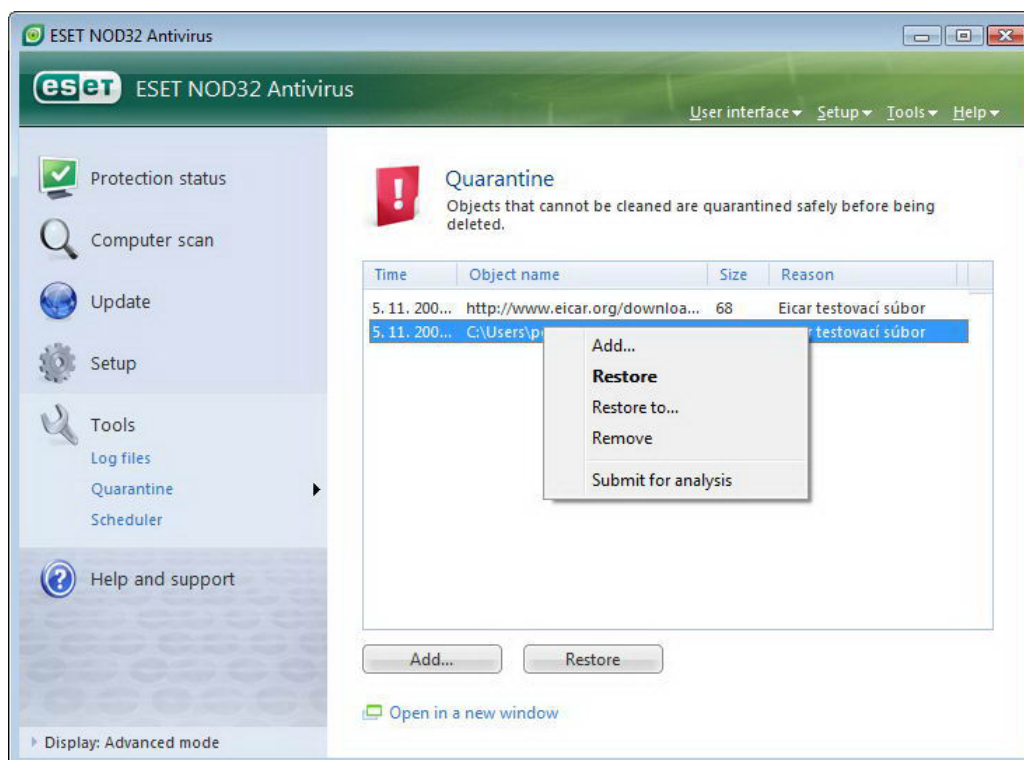 ESET NOD32 Antivirus
eset ESET NOD32 Antivirus
User interface Setup Tools Help
Protection status
Computer scan
Update
Setup
Tools
Log files
Quarantine
Scheduler
Help and support
Display: Advanced mode
Quarantine
Objects that cannot be cleaned are quarantined safely before being
deleted.
Time Object name Size Reason
5. 11. 200... http://www.eicar.org/downloa... 68 Eicar testovací súbor
5. 11. 200... C:\Users\p testovací súbor
Add...
Restore
Restore to...
Remove
Submit for analysis
Add... Restore
Open in a new window